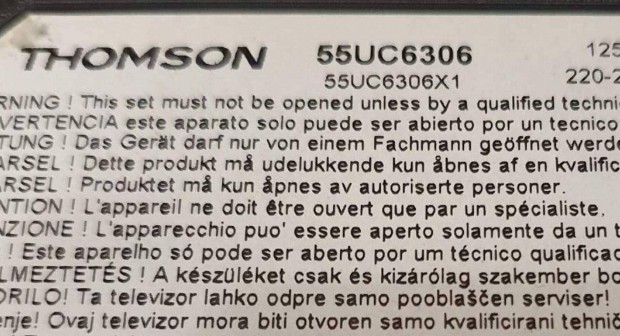 THOMSON 55UC6306 125
55UC6306X1 220-2
RNING ! This set must not be opened unless by a qualified techni
VERTENCIA este aparato solo puede ser abierto por un tecnico
TUNG ! Das Gerät darf nur von einem Fachmann geöffnet werde
ARSEL ! Dette produkt må udelukkende kun åbnes af en kvalific
ARSEL ! Produktet må kun åpnes av autoriserte personer.
NTION ! L'appareil ne doit être ouvert que par un spécialiste,
NZIONE ! L'apparecchio puo' essere aperto solamente da un t
! Este aparelho só pode ser aberto por um técnico qualificad
LMEZTETÉS ! A készüléket csak és kizárólag szakember bo
ORILO! Ta televizor lahko odpre samo pooblaščen serviser!
enje! Ovaj televizor mora biti otvoren samo kvalificirani tehnič